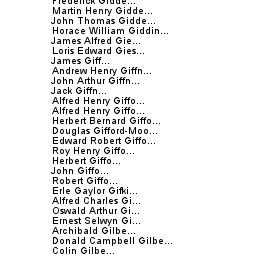 Frederick Gidde...
Martin Henry Gidde...
John Thomas Gidde...
Horace William Giddin...
James Alfred Gie...
Loris Edward Gies...
James Giff...
Andrew Henry Giffn...
John Arthur Giffn...
Jack Giffn...
Alfred Henry Giffo...
Alfred Henry Giffo...
Herbert Bernard Giffo...
Douglas Gifford-Moo...
Edward Robert Giffo...
Roy Henry Giffo...
Herbert Giffo...
John Giffo...
Robert Giffo...
Erle Gaylor Gifki...
Alfred Charles Gi...
Oswald Arthur Gi...
Ernest Selwyn Gi...
Archibald Gilbe...
Donald Campbell Gilbe...
Colin Gilbe...